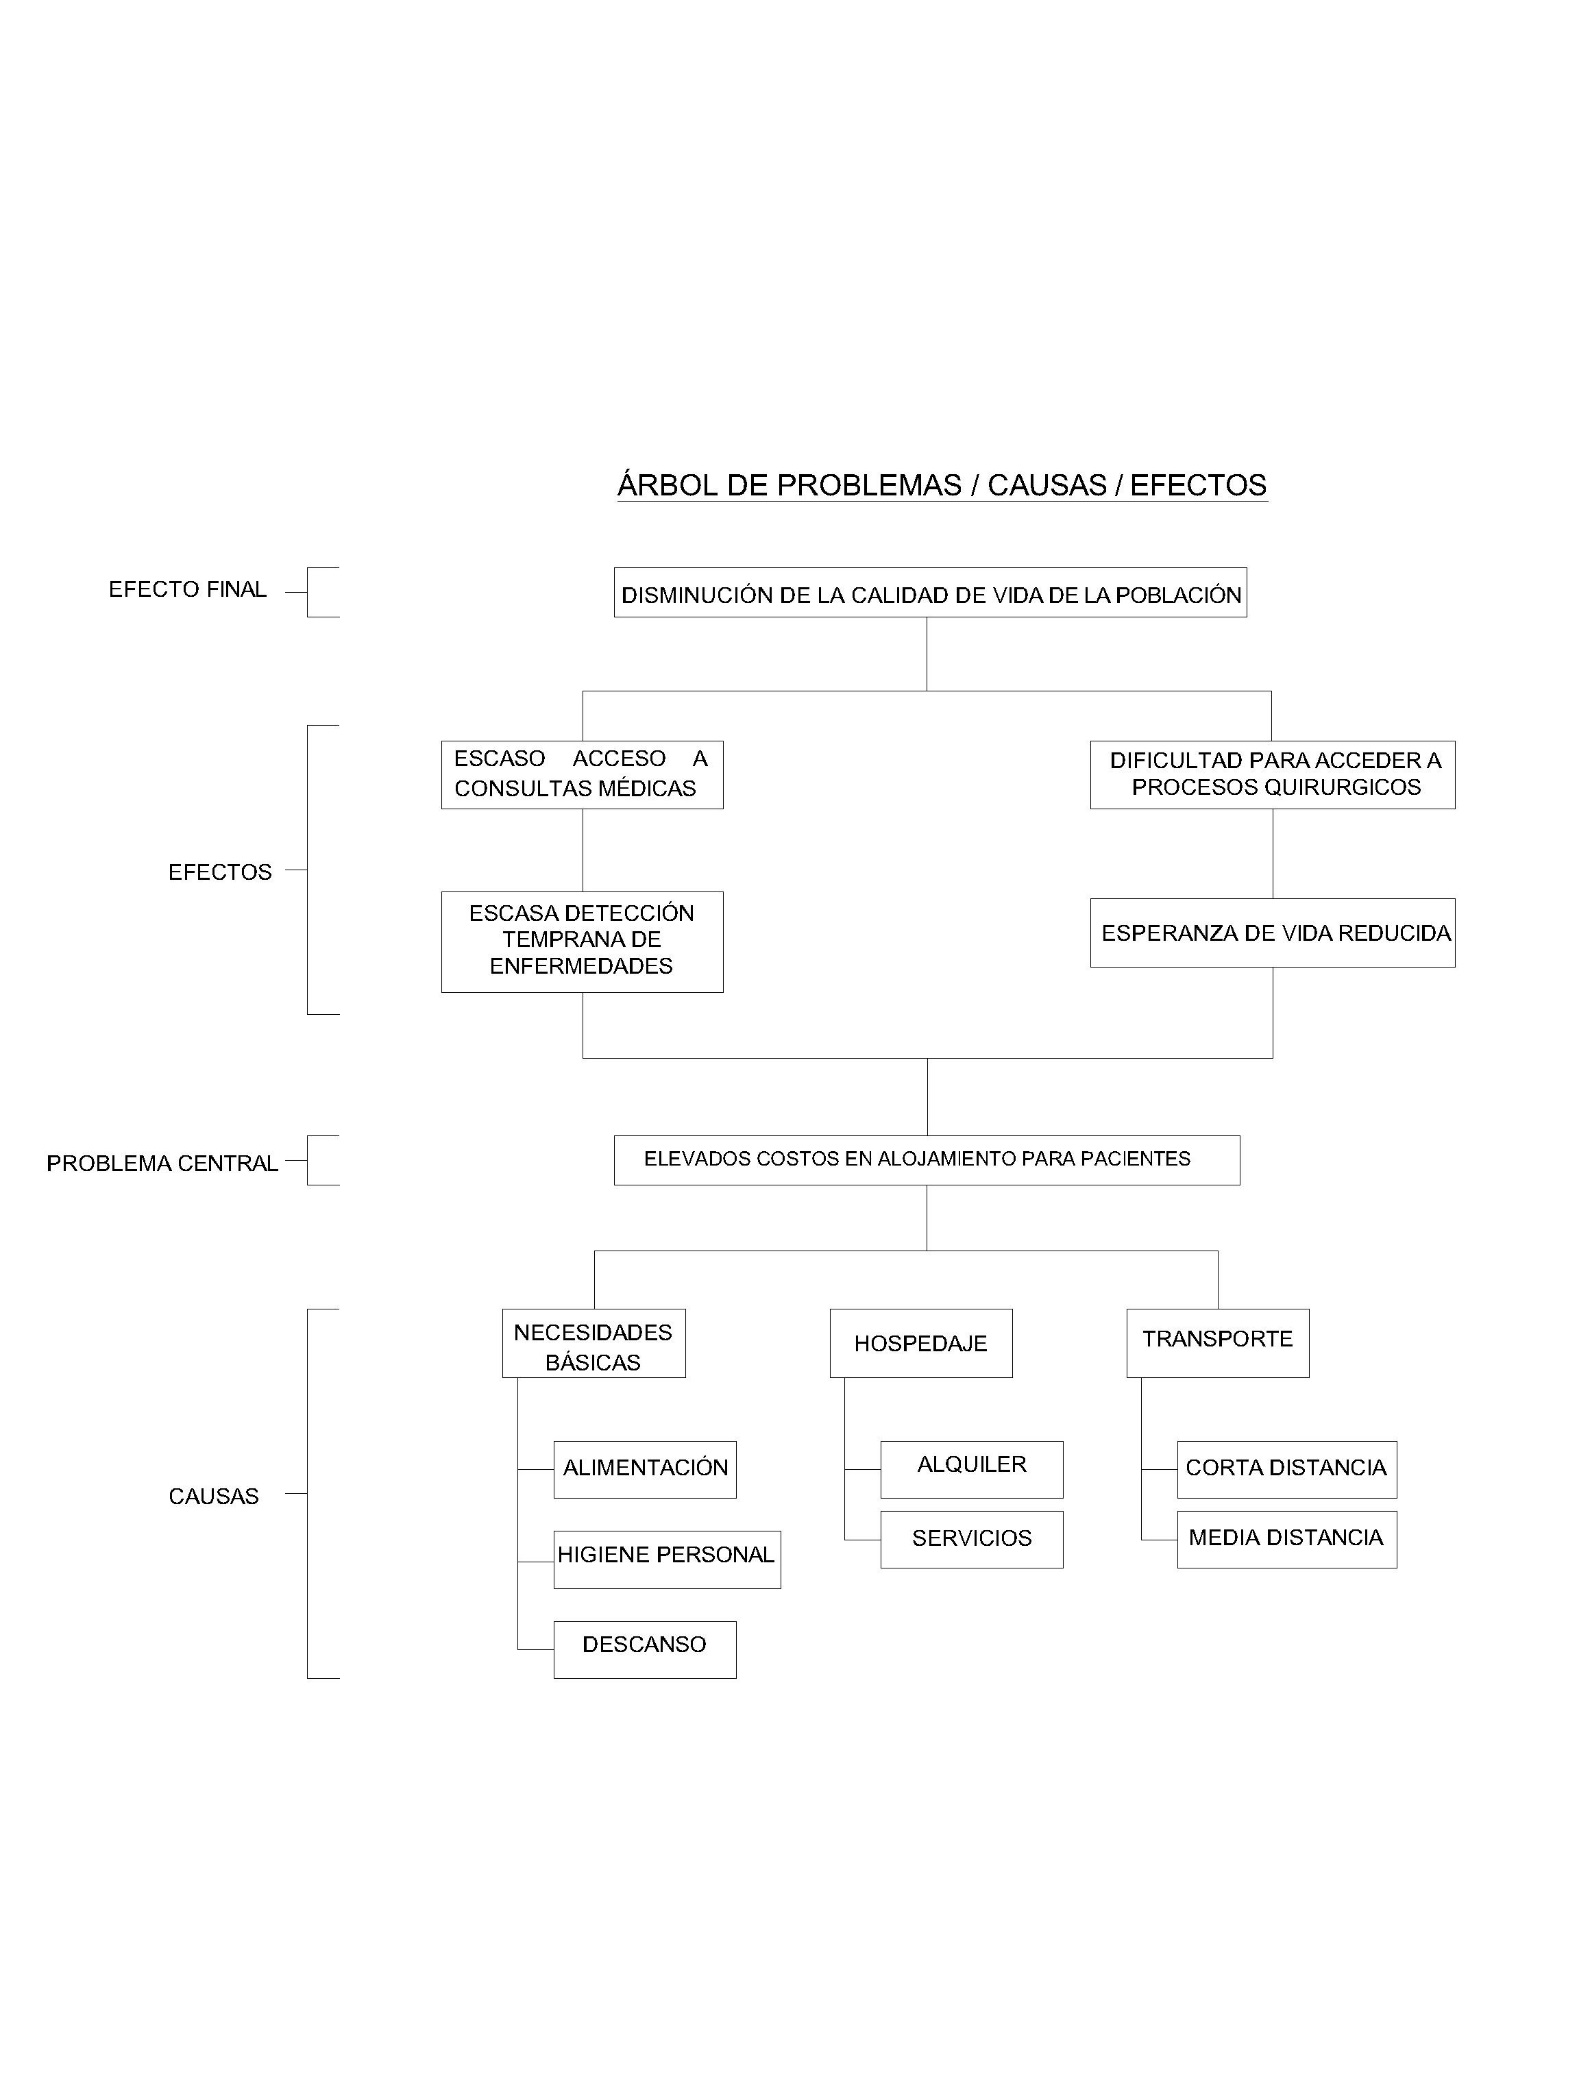 ÁRBOL DE PROBLEMAS / CAUSAS / EFECTOS
EFECTO FINAL
DISMINUCIÓN DE LA CALIDAD DE VIDA DE LA POBLACIÓN
EFECTOS
ESCASO ACCESO A
CONSULTAS MÉDICAS
DIFICULTAD PARA ACCEDER A
PROCESOS QUIRURGICOS
ESCASA DETECCIÓN
TEMPRANA DE
ENFERMEDADES
ESPERANZA DE VIDA REDUCIDA
PROBLEMA CENTRAL
ELEVADOS COSTOS EN ALOJAMIENTO PARA PACIENTES
CAUSAS
NECESIDADES
BÁSICAS
HOSPEDAJE
TRANSPORTE
ALIMENTACIÓN
ALQUILER
CORTA DISTANCIA
HIGIENE PERSONAL
SERVICIOS
MEDIA DISTANCIA
DESCANSO